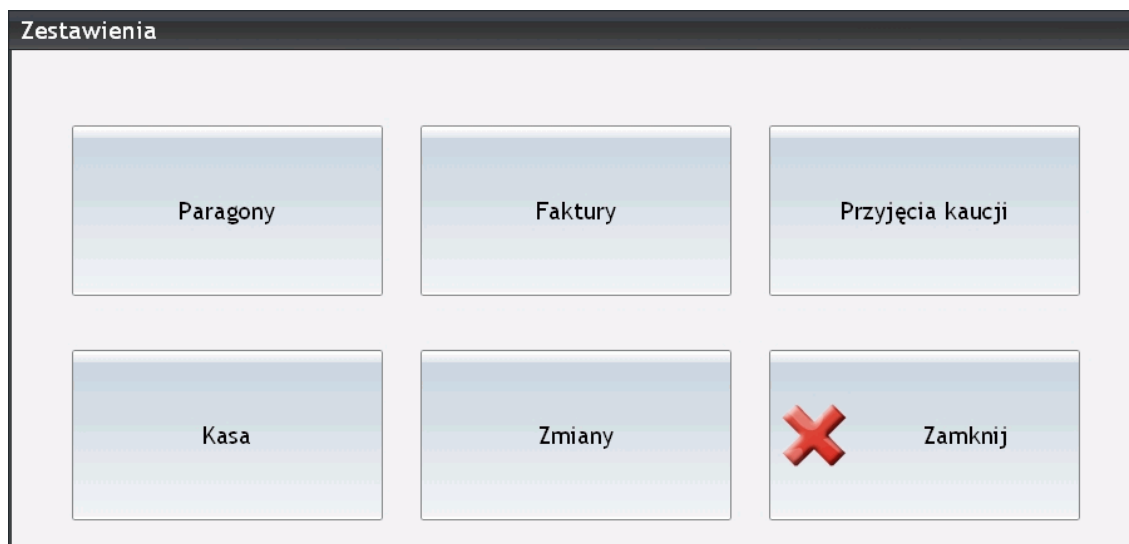 Zestawienia
Paragony
Faktury
Przyjęcia kaucji
Kasa
Zmiany
Zamknij